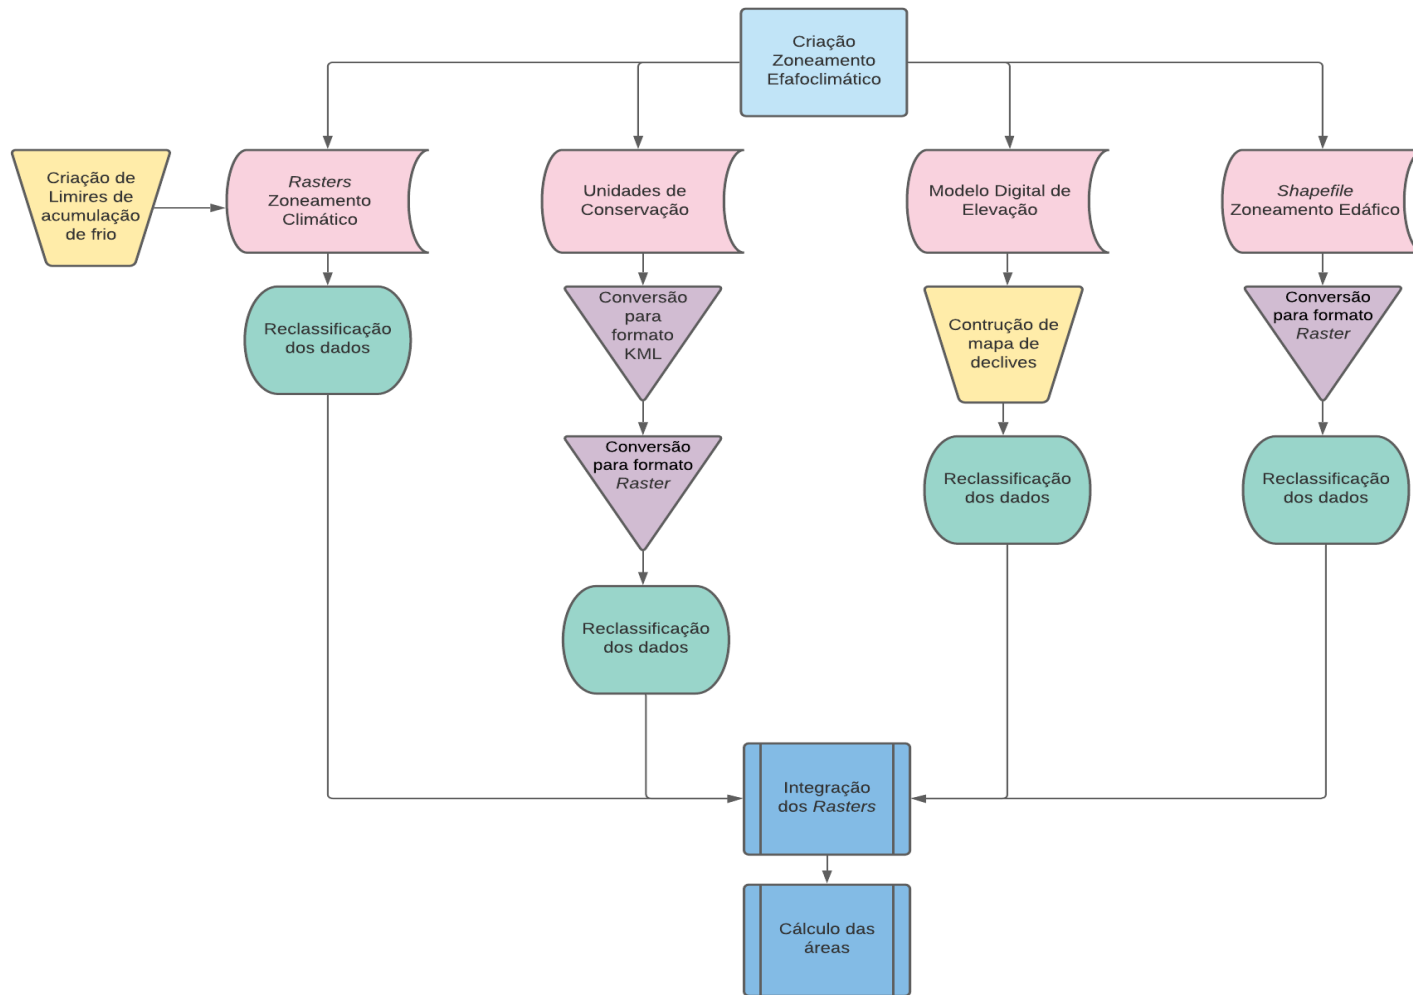 Criação
Zoneamento
Efafoclimático
Criação de
Limires de
acumulação
de frio
Rasters
Zoneamento
Climático
Unidades de
Conservação
Modelo Digital de
Elevação
Shapefile
Zoneamento Edáfico
Reclassificação
dos dados
Conversão
para
formato
KML
Contrução de
mapa de
declives
Conversão
para formato
Raster
Conversão
para formato
Raster
Reclassificação
dos dados
Reclassificação
dos dados
Reclassificação
dos dados
Integração
dos Rasters
Cálculo das
áreas